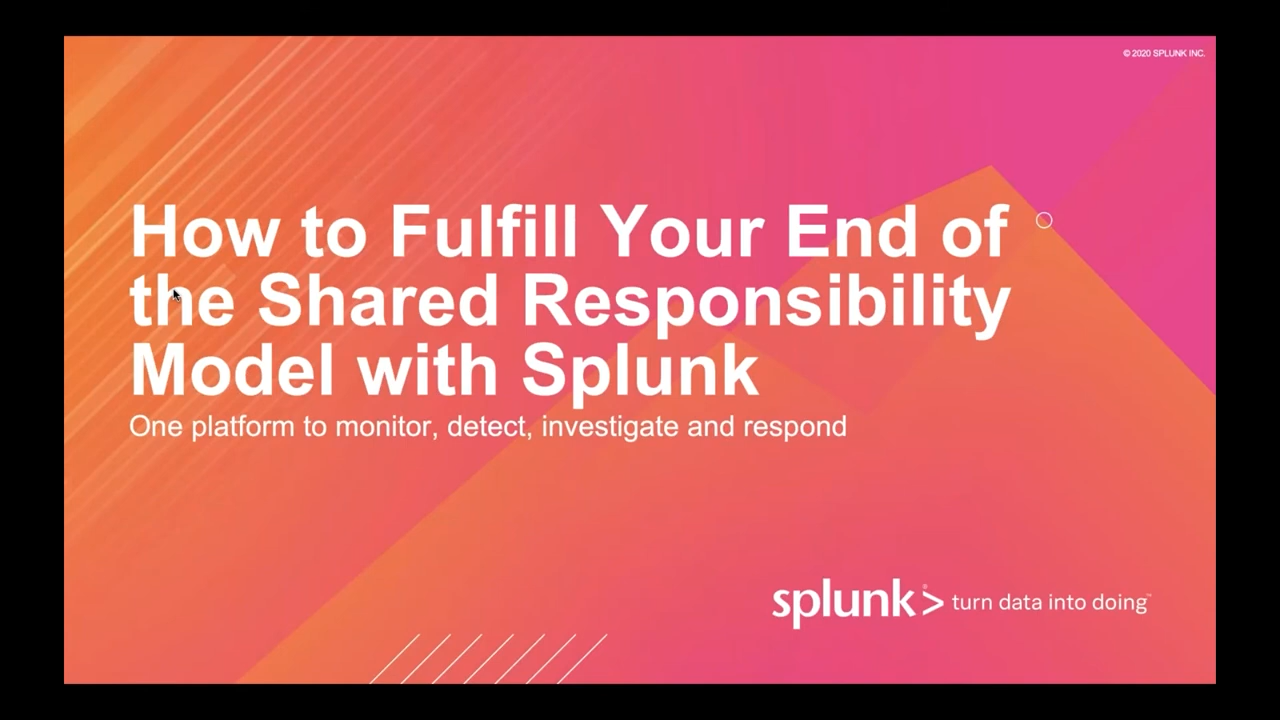 © 2020 SPLUNK INC.
How to Fulfill Your End of
the Shared Responsibility
Model with Splunk
One platform to monitor, detect, investigate and respond
splunk> turn data into doing™